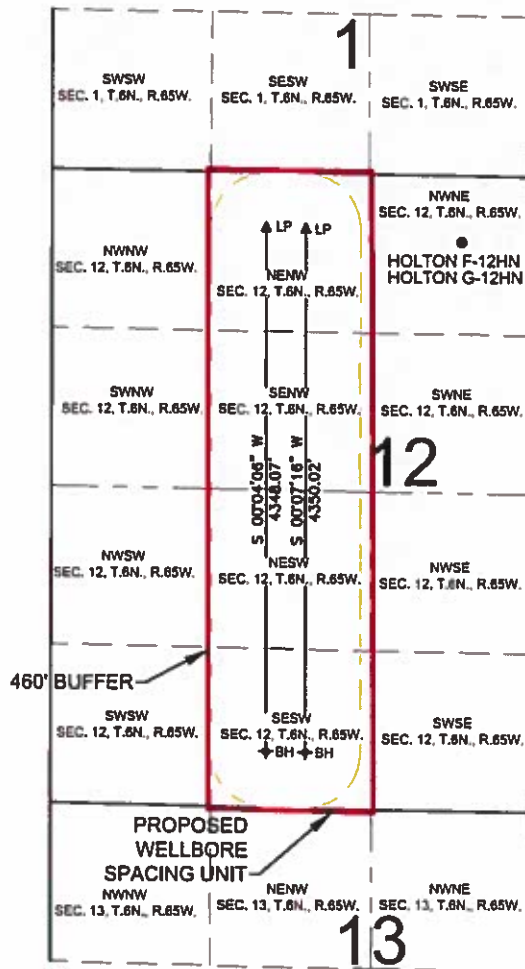 1
SWSW
SEC. 1, T.6N., R.65W.
SESW
SEC. 1, T.6N., R.65W.
SWSE
SEC. 1, T.6N., R.65W.
NWNE
SEC. 12, T.6N., R.65W.
LP
LP
HOLTON F-12HN
HOLTON G-12HN
NWNW
SEC. 12, T.6N., R.65W.
NENW
SEC. 12, T.6N., R.65W.
SWNW
SEC. 12, T.6N., R.65W.
SENW
SEC. 12, T.6N., R.65W.
SWNE
SEC. 12, T.6N., R.65W.
12
S 00°04'06" W
4348.07'
S 00°07'16" W
4350.02'
NWSW
SEC. 12, T.6N., R.65W.
NESW
SEC. 12, T.6N., R.65W.
NWSE
SEC. 12, T.6N., R.65W.
460' BUFFER
SWSW
SEC. 12, T.6N., R.65W.
SESW
SEC. 12, T.6N., R.65W.
SWSE
SEC. 12, T.6N., R.65W.
BH
BH
PROPOSED
WELLBORE
SPACING UNIT
NWNW
SEC. 13, T.6N., R.65W.
NENW
SEC. 13, T.6N., R.65W.
NWNE
SEC. 13, T.6N., R.65W.
13